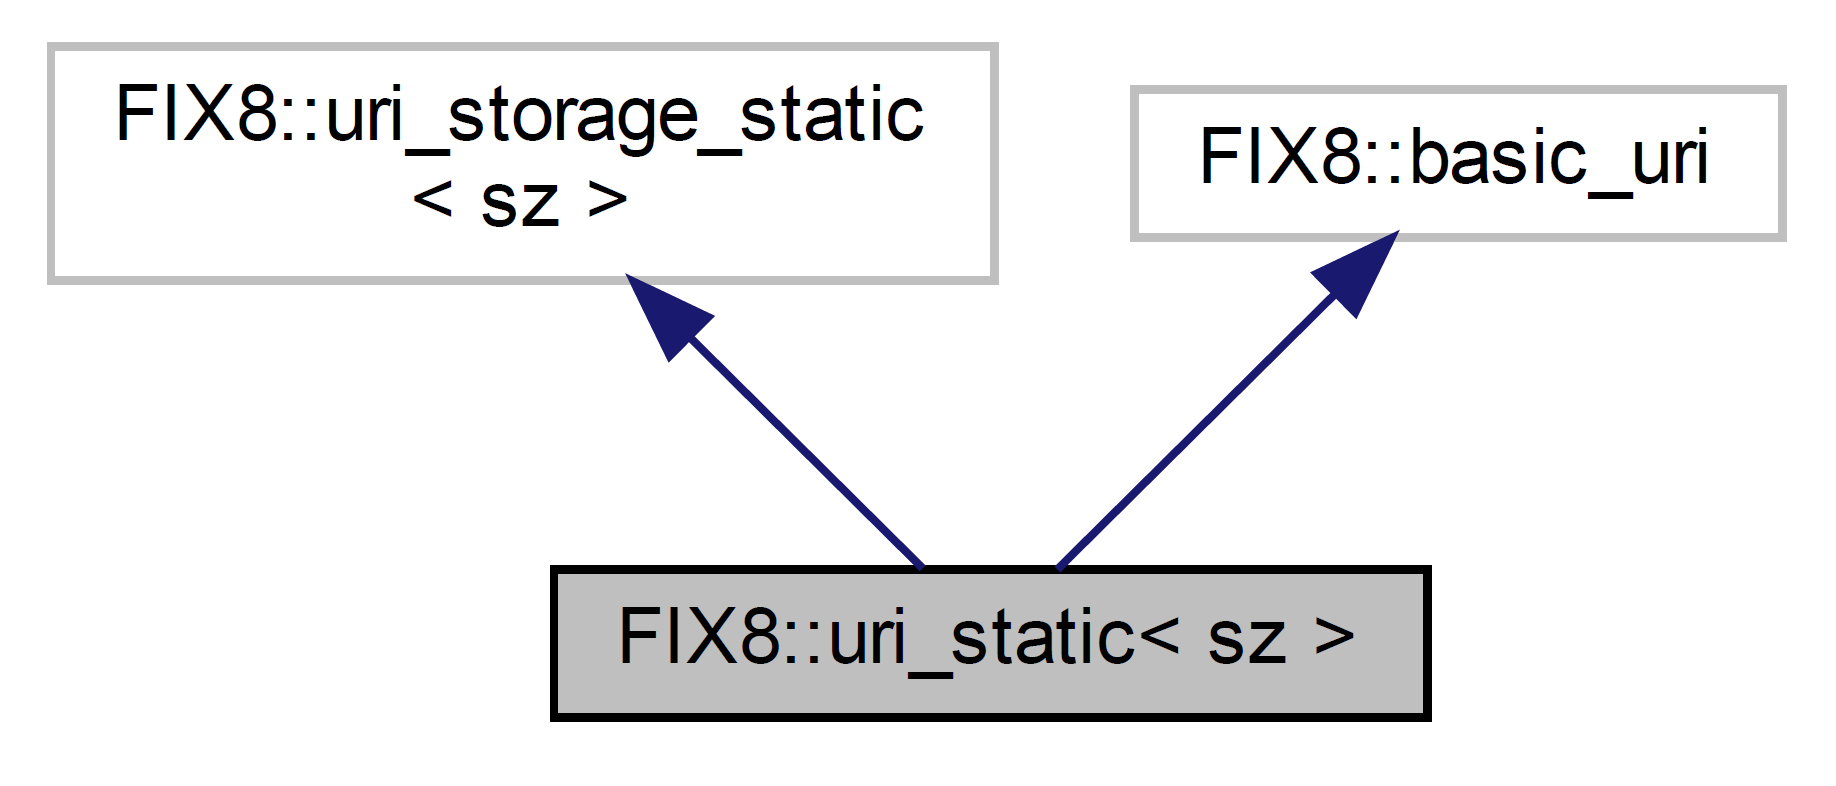 FIX8::uri_storage_static
< sz >
FIX8::basic_uri
FIX8::uri_static< sz >